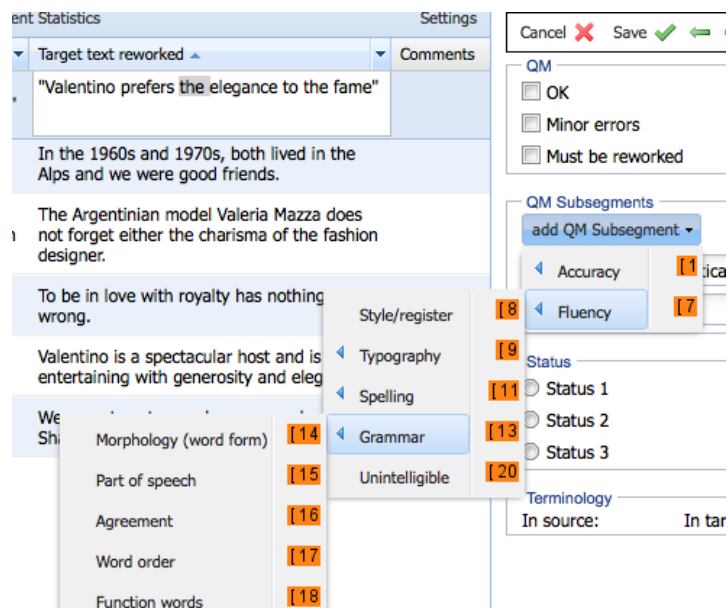 ent Statistics
Settings
Target text reworked
Comments
"Valentino prefers the elegance to the fame"
In the 1960s and 1970s, both lived in the
Alps and we were good friends.
The Argentinian model Valeria Mazza does
not forget either the charisma of the fashion
designer.
To be in love with royalty has nothing
wrong.
Valentino is a spectacular host and is
entertaining with generosity and eleg
We
Sha
Cancel Save
QM
OK
Minor errors
Must be reworked
QM Subsegments
add QM Subsegment
Accuracy [1
Fluency [7
Style/register [8
Typography [9
Spelling [11
Grammar [13
Unintelligible [20
Morphology (word form) [14
Part of speech [15
Agreement [16
Word order [17
Function words [18
Status
Status 1
Status 2
Status 3
Terminology
In source: In tar